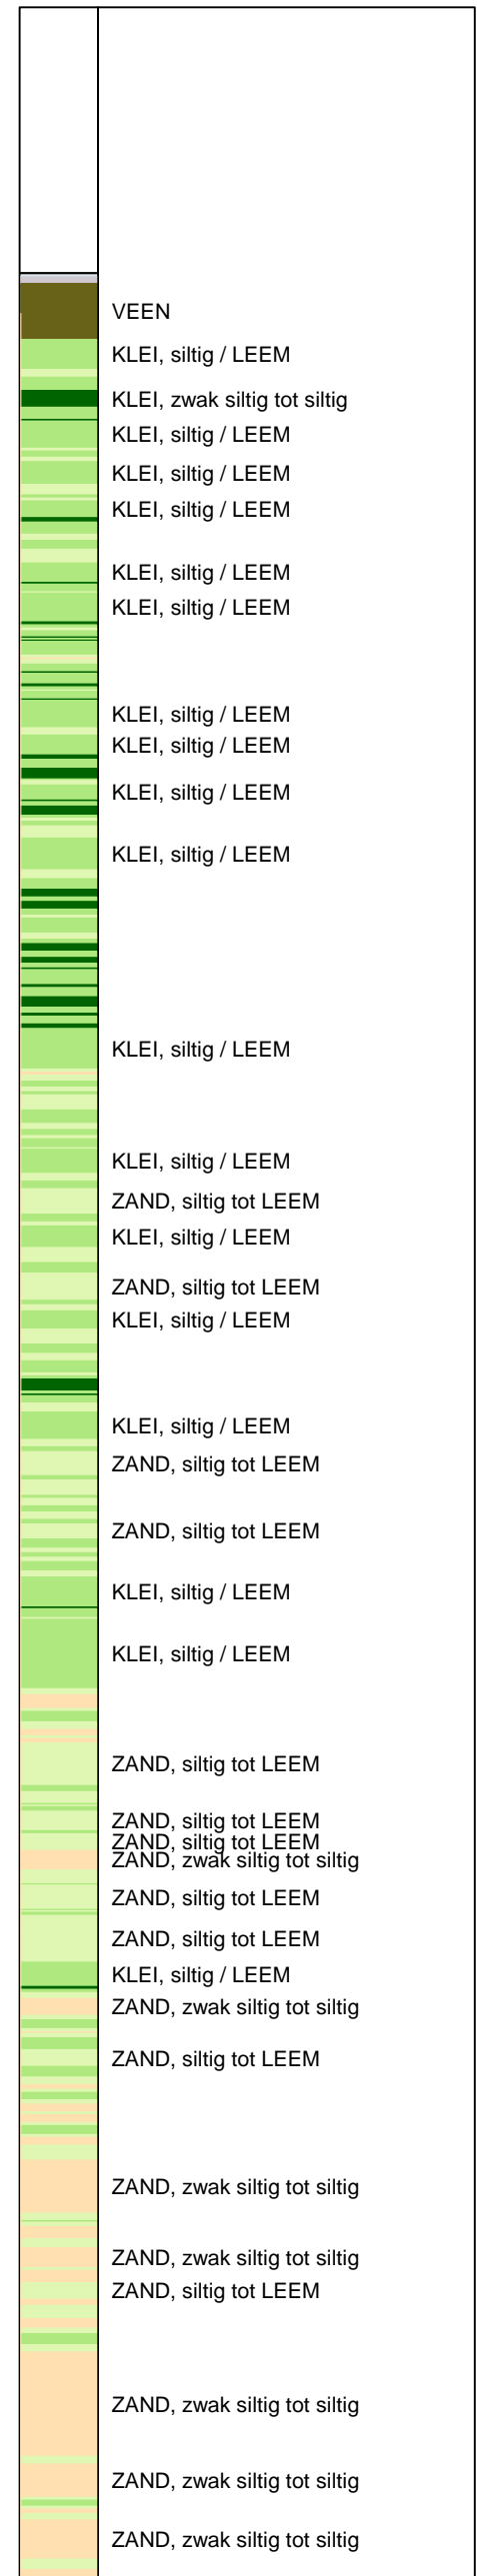 VEEN
KLEI, siltig / LEEM
KLEI, zwak siltig tot siltig
KLEI, siltig / LEEM
KLEI, siltig / LEEM
KLEI, siltig / LEEM
KLEI, siltig / LEEM
KLEI, siltig / LEEM
KLEI, siltig / LEEM
KLEI, siltig / LEEM
KLEI, siltig / LEEM
KLEI, siltig / LEEM
KLEI, siltig / LEEM
KLEI, siltig / LEEM
ZAND, siltig tot LEEM
KLEI, siltig / LEEM
ZAND, siltig tot LEEM
KLEI, siltig / LEEM
KLEI, siltig / LEEM
ZAND, siltig tot LEEM
ZAND, siltig tot LEEM
KLEI, siltig / LEEM
KLEI, siltig / LEEM
ZAND, siltig tot LEEM
ZAND, siltig tot LEEM
ZAND, siltig tot LEEM
ZAND, zwak siltig tot siltig
ZAND, siltig tot LEEM
ZAND, siltig tot LEEM
KLEI, siltig / LEEM
ZAND, zwak siltig tot siltig
ZAND, siltig tot LEEM
ZAND, zwak siltig tot siltig
ZAND, zwak siltig tot siltig
ZAND, siltig tot LEEM
ZAND, zwak siltig tot siltig
ZAND, zwak siltig tot siltig
ZAND, zwak siltig tot siltig